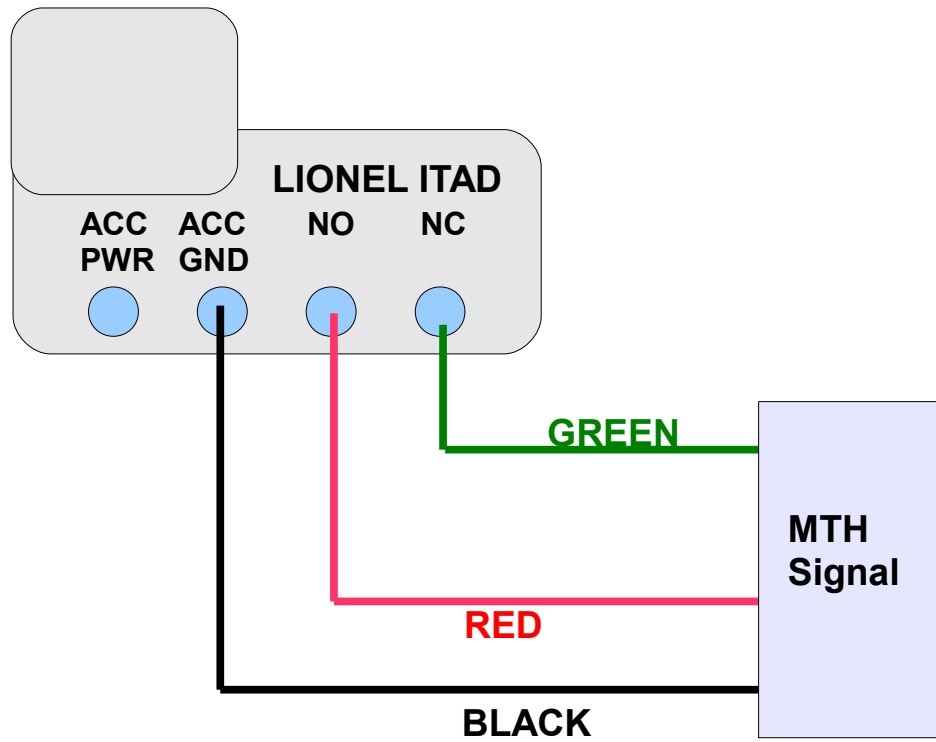 LIONEL ITAD
ACC ACC NO NC
PWR GND
GREEN
MTH
Signal
RED
BLACK